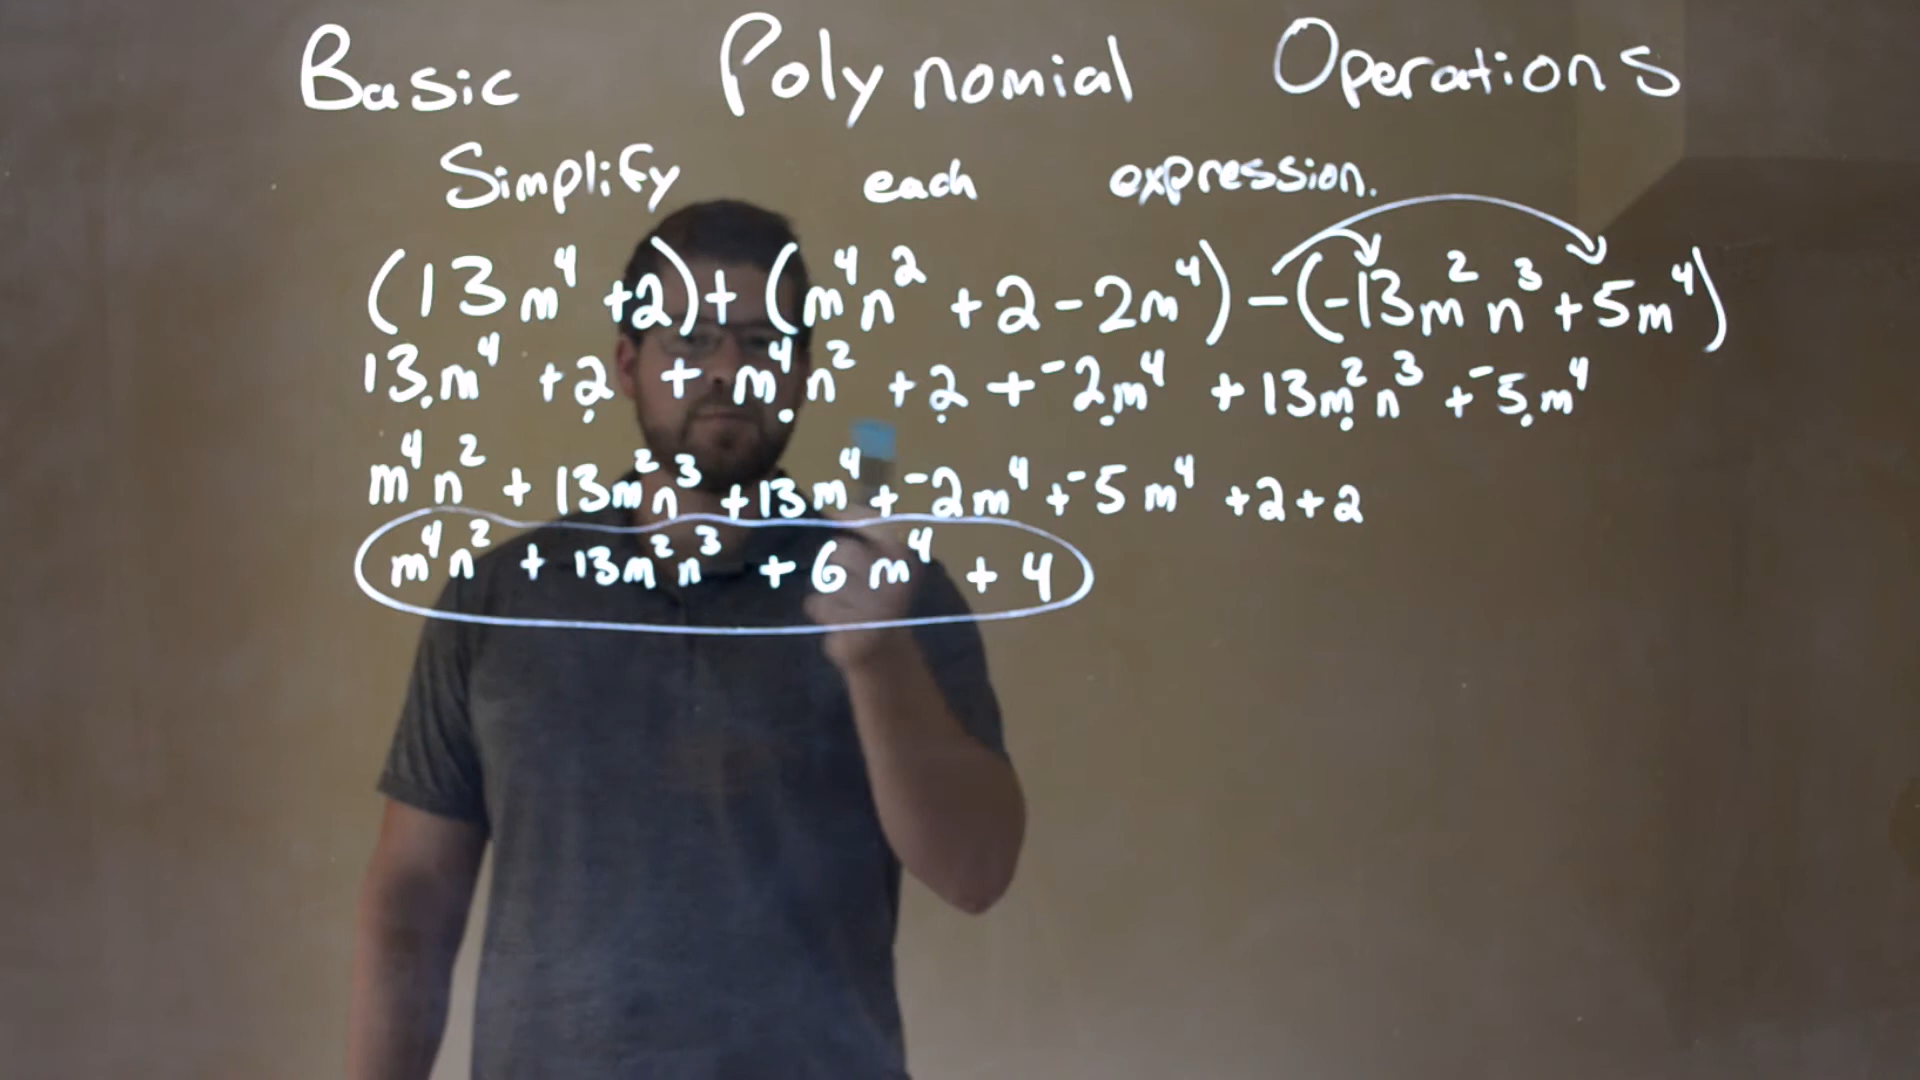 Basic Polynomial Operations
Simplify each expression.
(13m⁴ +2)+ (m⁴n² +2-2m⁴) -(-13m²n³+5m⁴)
13m⁴ +2 + m⁴n² +2 + ⁻2m⁴ +13m²n³ + ⁻5m⁴
m⁴n² + 13m²n³ +13m⁴+⁻2m⁴ +⁻5m⁴ +2+2
m⁴n² + 13m²n³ + 6m⁴ + 4